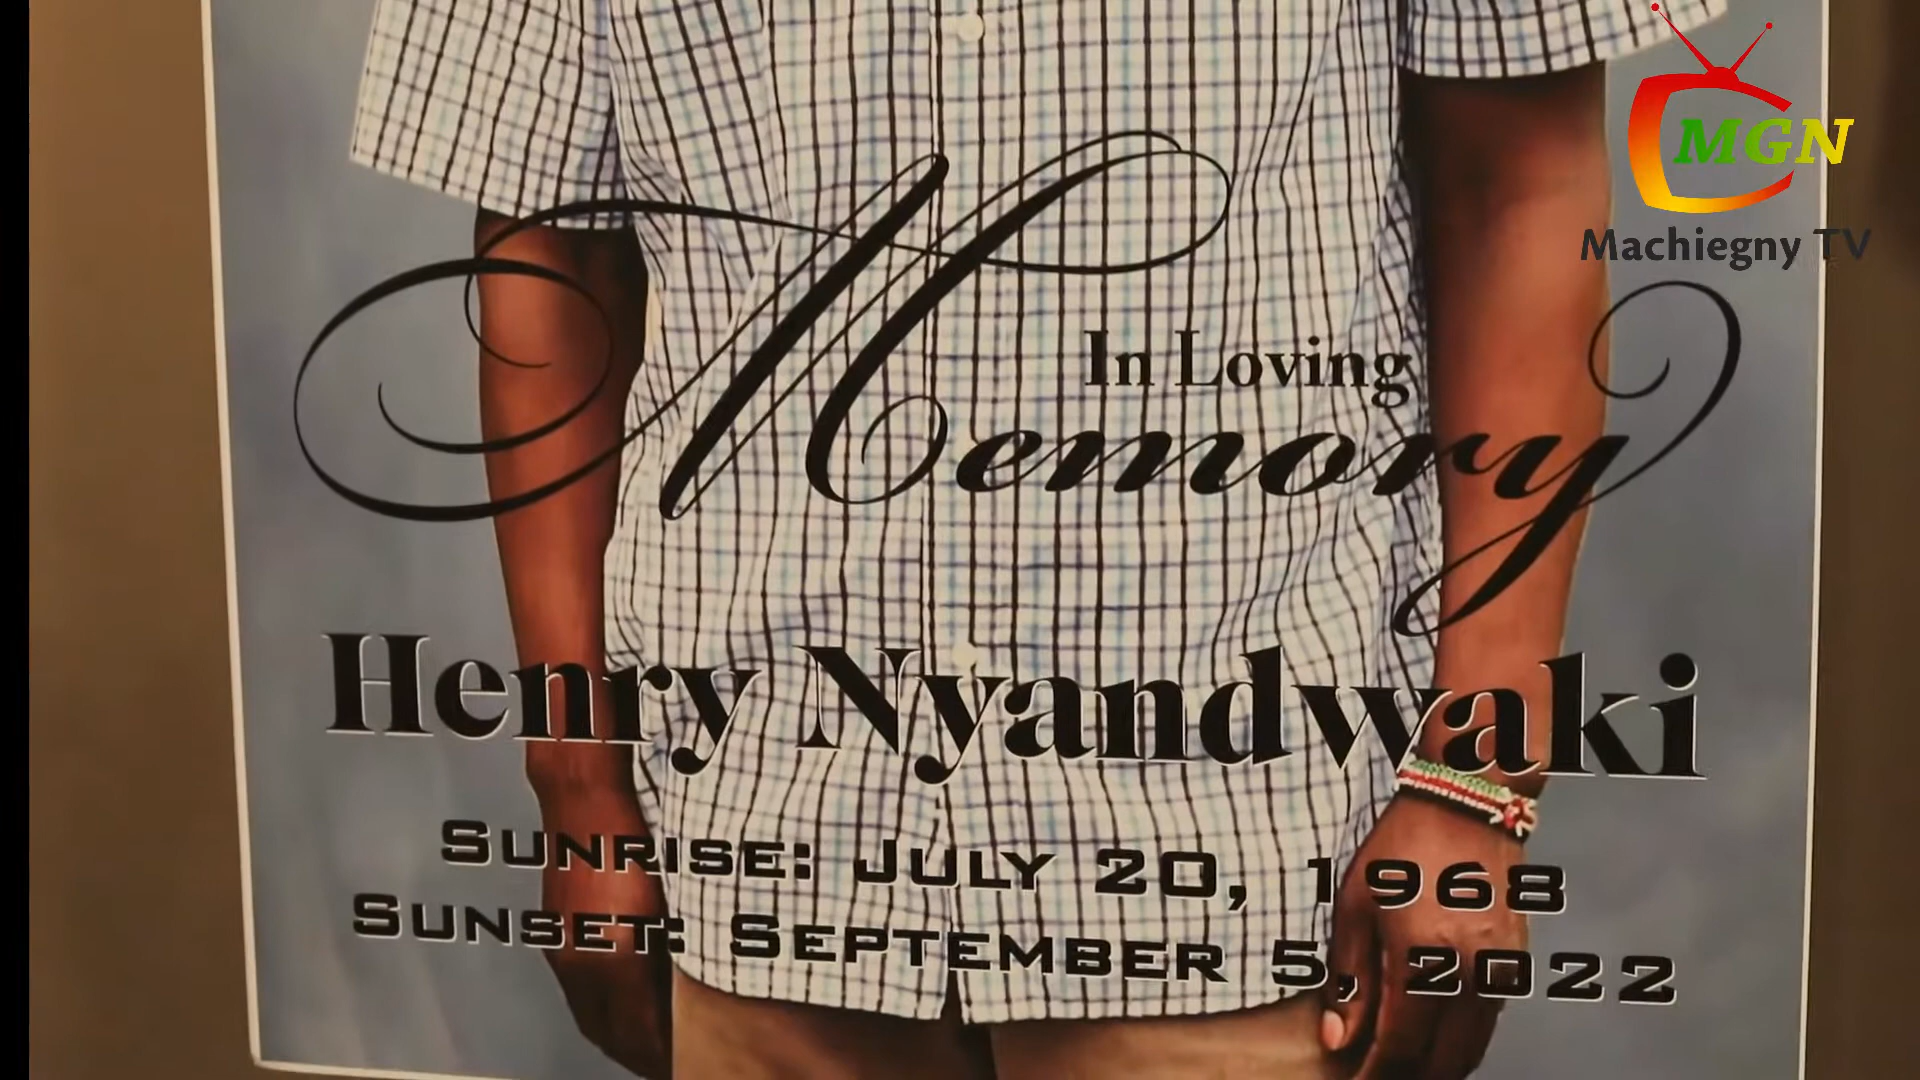 MGN
Machiegny TV
In Loving
Memory
Henry Nyandwaki
SUNRISE: JULY 20, 1968
SUNSET: SEPTEMBER 5, 2022